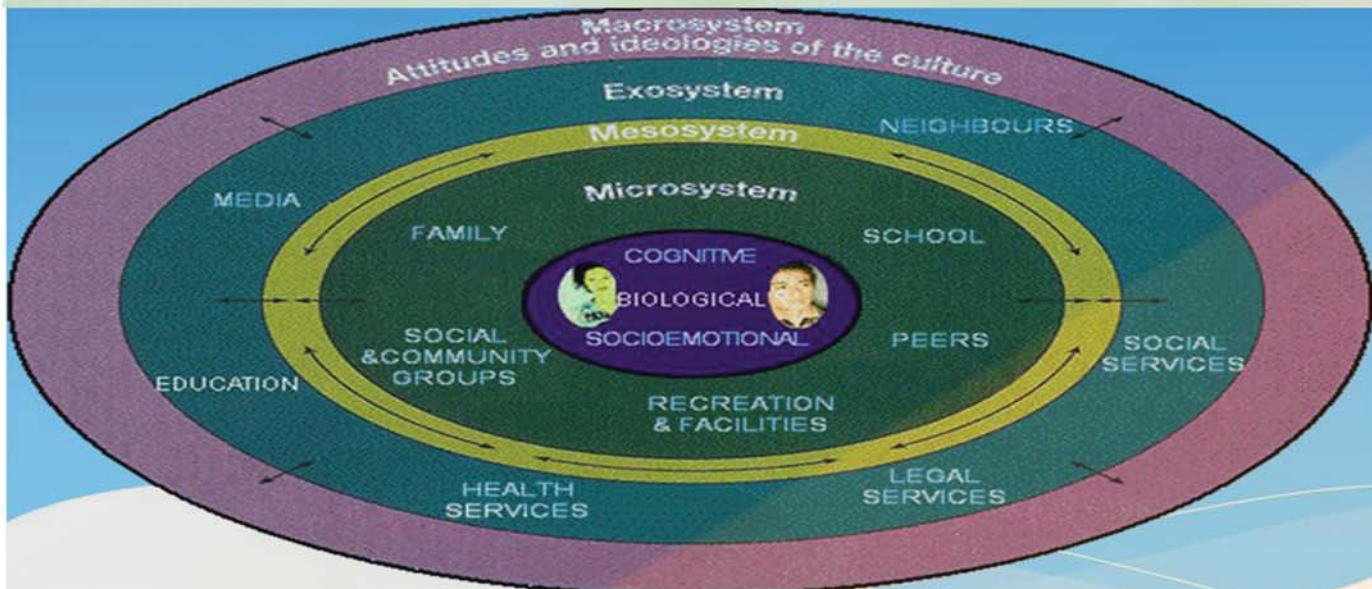 Macrosystem
Attitudes and ideologies of the culture
Exosystem
NEIGHBOURS
Mesosystem
Microsystem
MEDIA
FAMILY
SCHOOL
COGNITIVE
BIOLOGICAL
SOCIOEMOTIONAL
SOCIAL
&COMMUNITY
GROUPS
PEERS
SOCIAL
SERVICES
EDUCATION
RECREATION
& FACILITIES
HEALTH
SERVICES
LEGAL
SERVICES